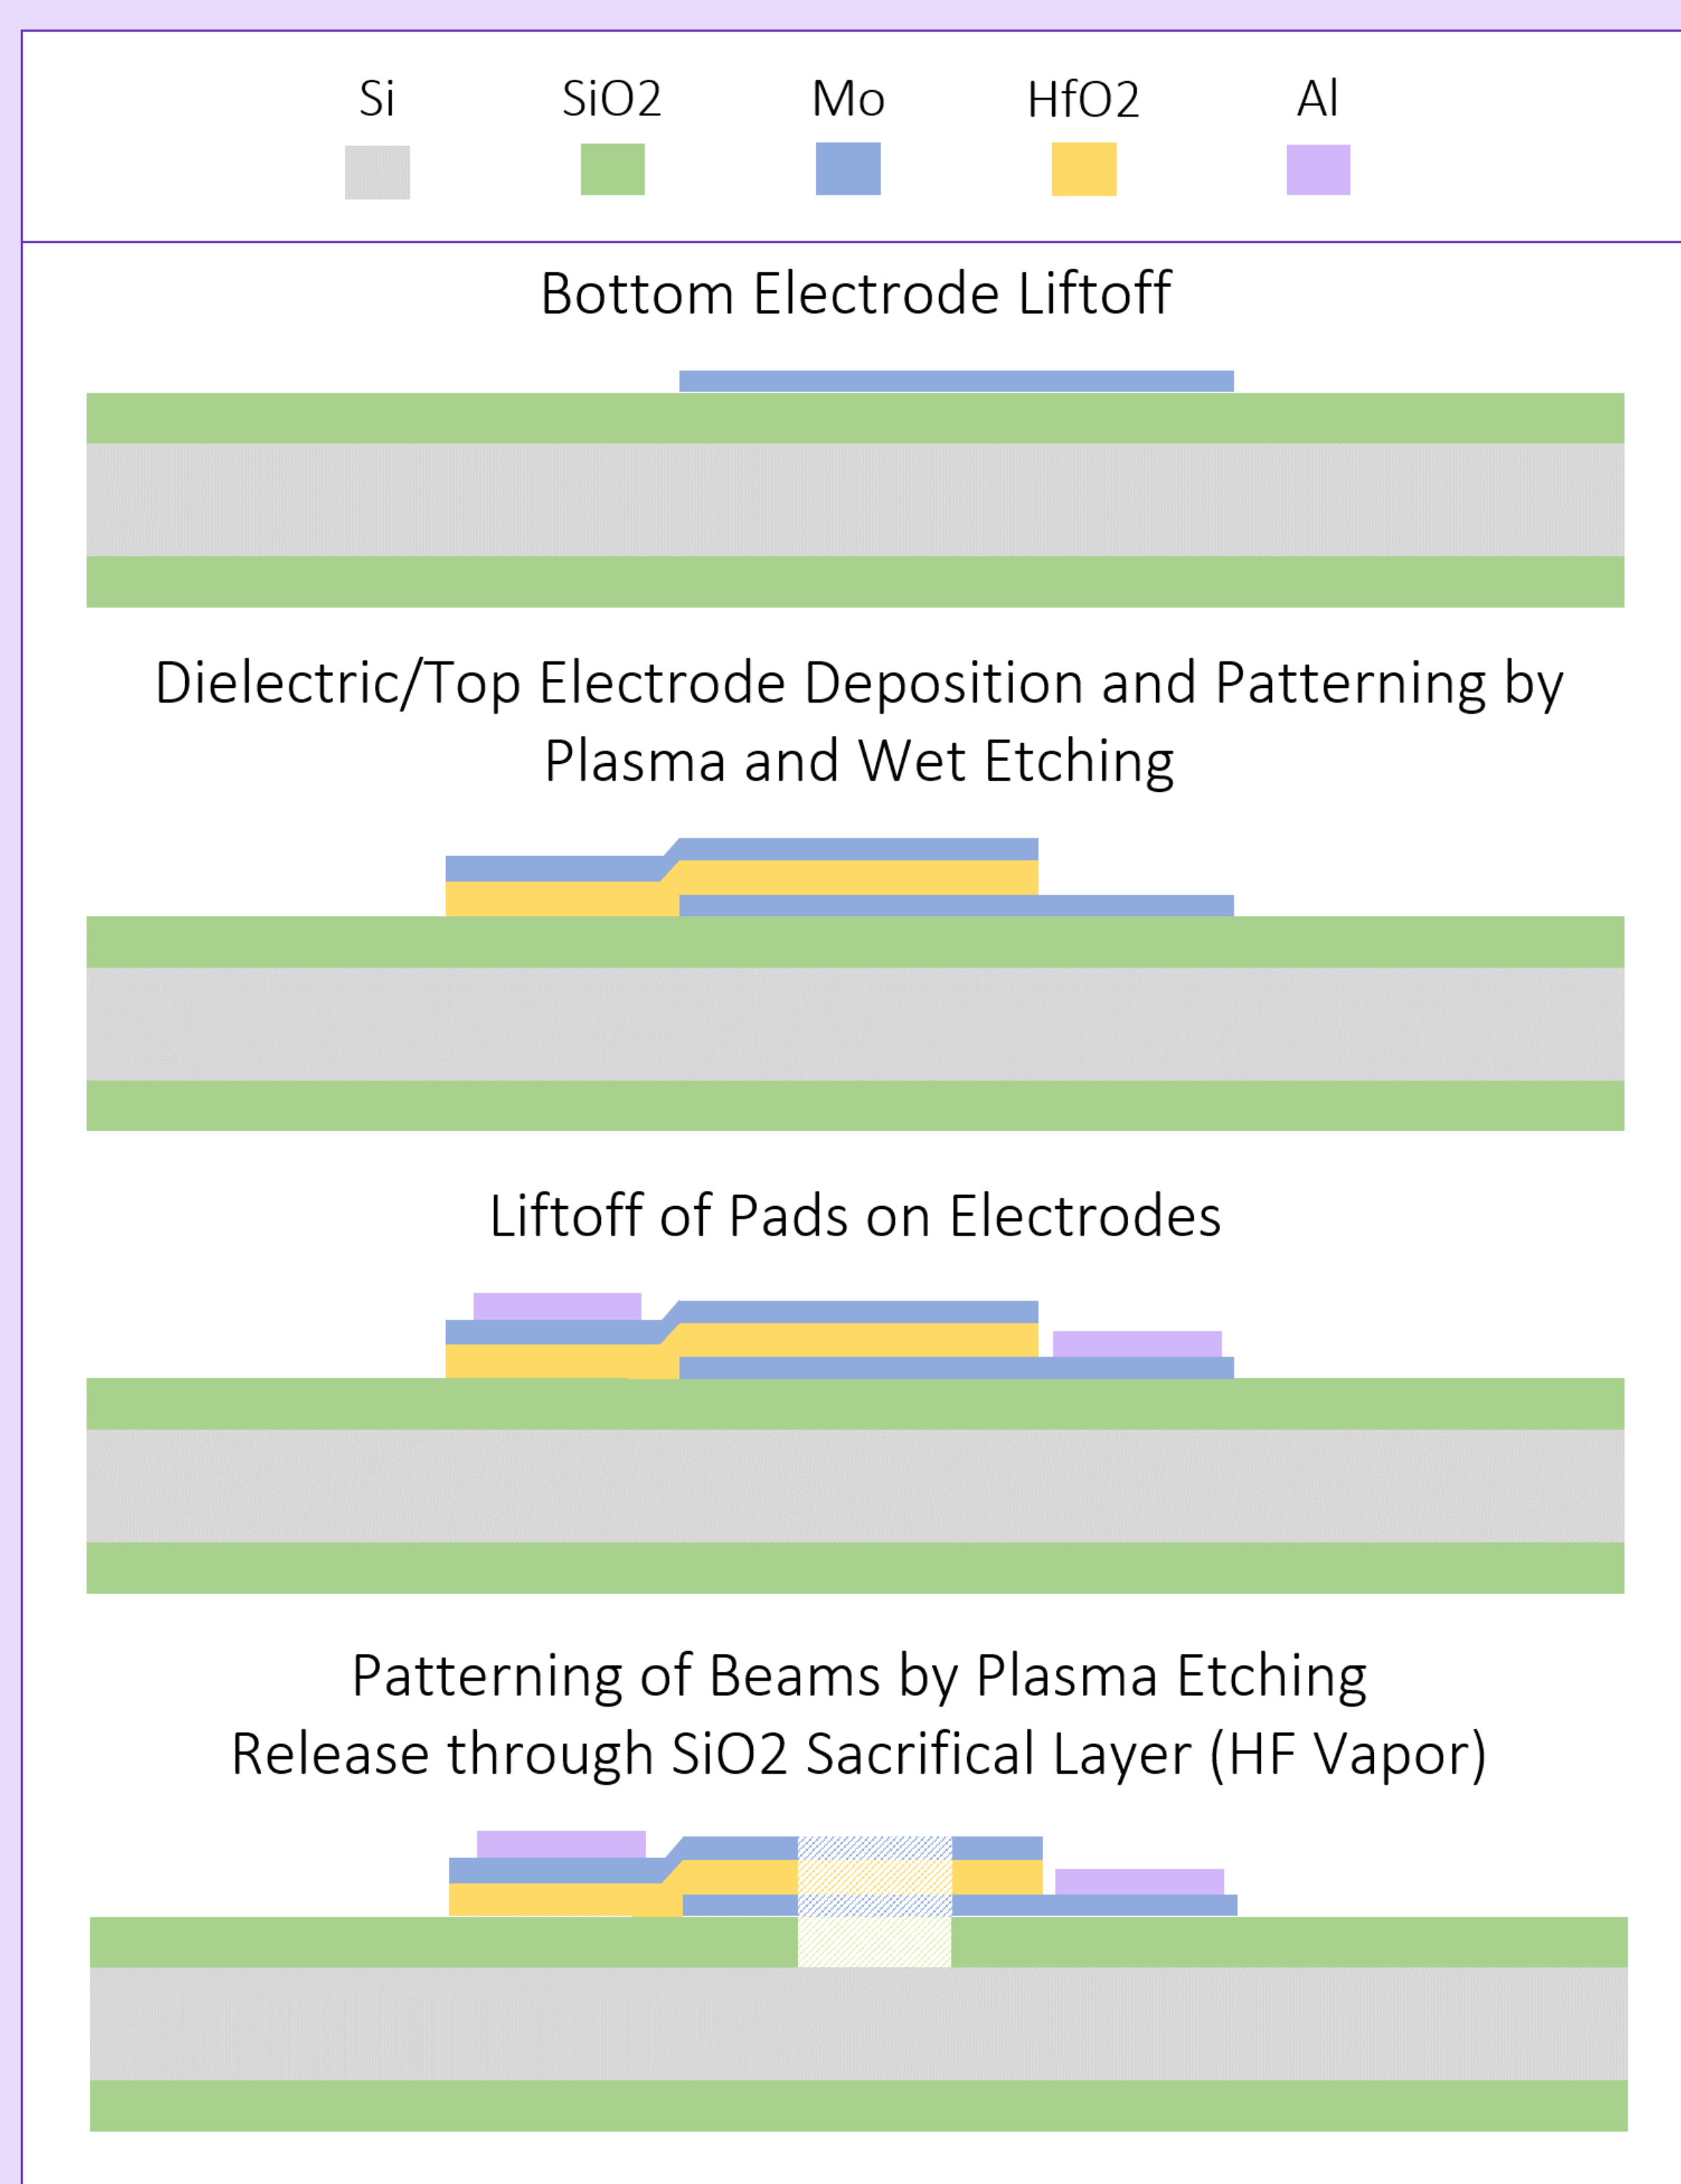 Si SiO2 Mo HfO2 Al
Bottom Electrode Liftoff
Dielectric/Top Electrode Deposition and Patterning by
Plasma and Wet Etching
Liftoff of Pads on Electrodes
Patterning of Beams by Plasma Etching
Release through SiO2 Sacrifical Layer (HF Vapor)